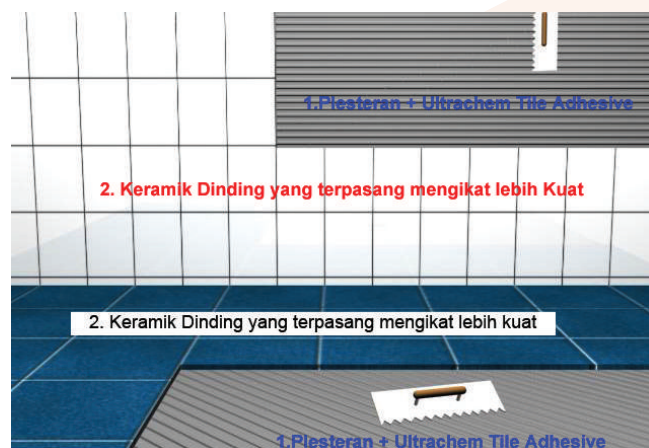 1.Plesteran + Ultrachem Tile Adhesive
2. Keramik Dinding yang terpasang mengikat lebih Kuat
2. Keramik Dinding yang terpasang mengikat lebih kuat
1.Plesteran + Ultrachem Tile Adhesive